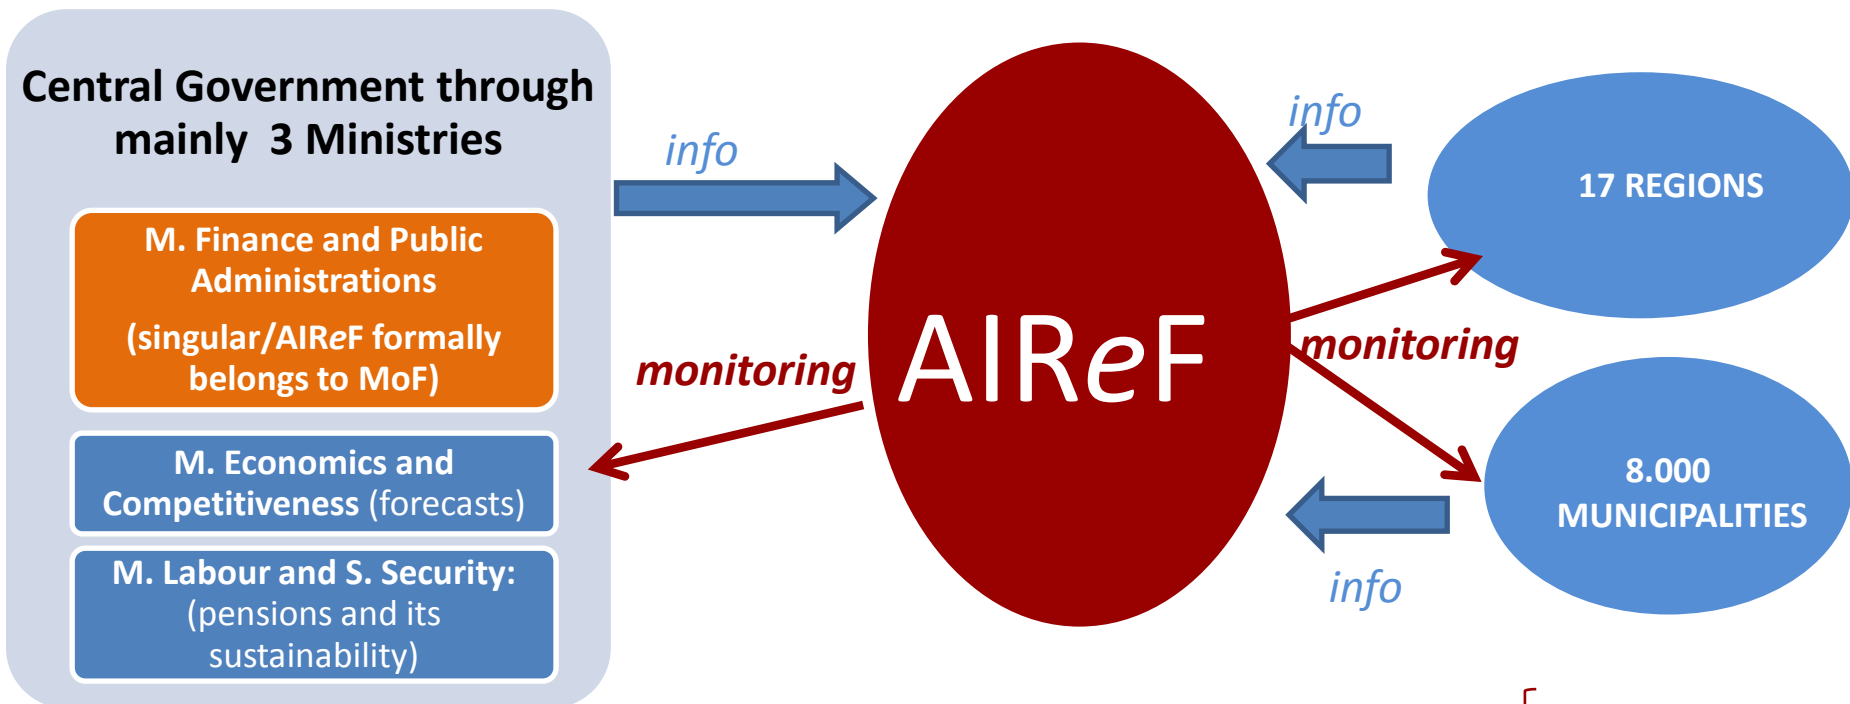 Central Government through
mainly 3 Ministries
M. Finance and Public
Administrations
(singular/AIReF formally
belongs to MoF)
M. Economics and
Competitiveness (forecasts)
M. Labour and S. Security:
(pensions and its
sustainability)
info
monitoring
AIReF
info
17 REGIONS
monitoring
8.000
MUNICIPALITIES
info